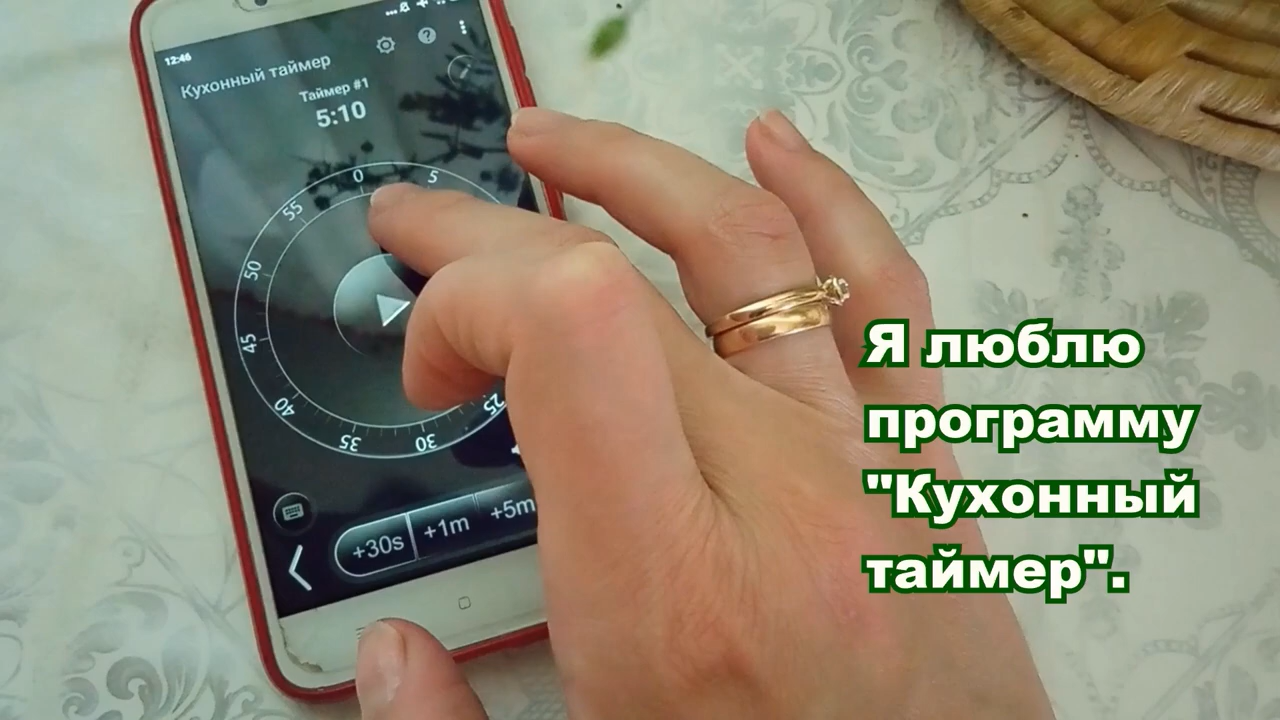 12:46
Кухонный таймер
Таймер #1
5:10
0
5
55
50
45
40
35
30
25
+30s +1m +5m
Я люблю
программу
"Кухонный
таймер".